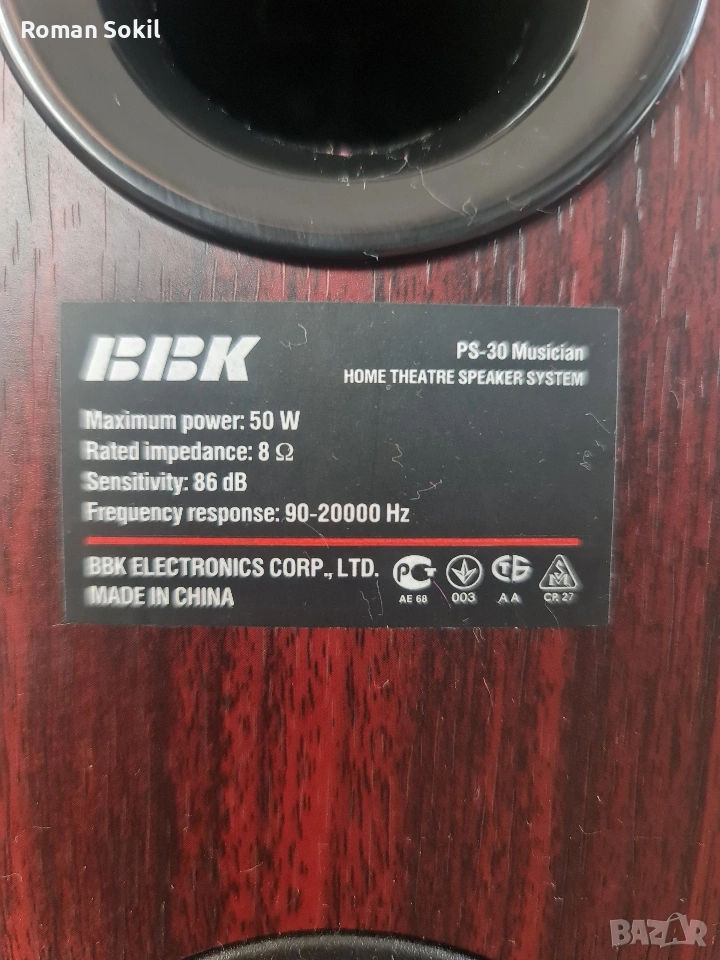 Roman Sokil
BBK
PS-30 Musician
HOME THEATRE SPEAKER SYSTEM
Maximum power: 50 W
Rated impedance: 8 Ω
Sensitivity: 86 dB
Frequency response: 90-20000 Hz
BBK ELECTRONICS CORP., LTD.
MADE IN CHINA
AE 68
003
AA
CP. 27
BAZAR